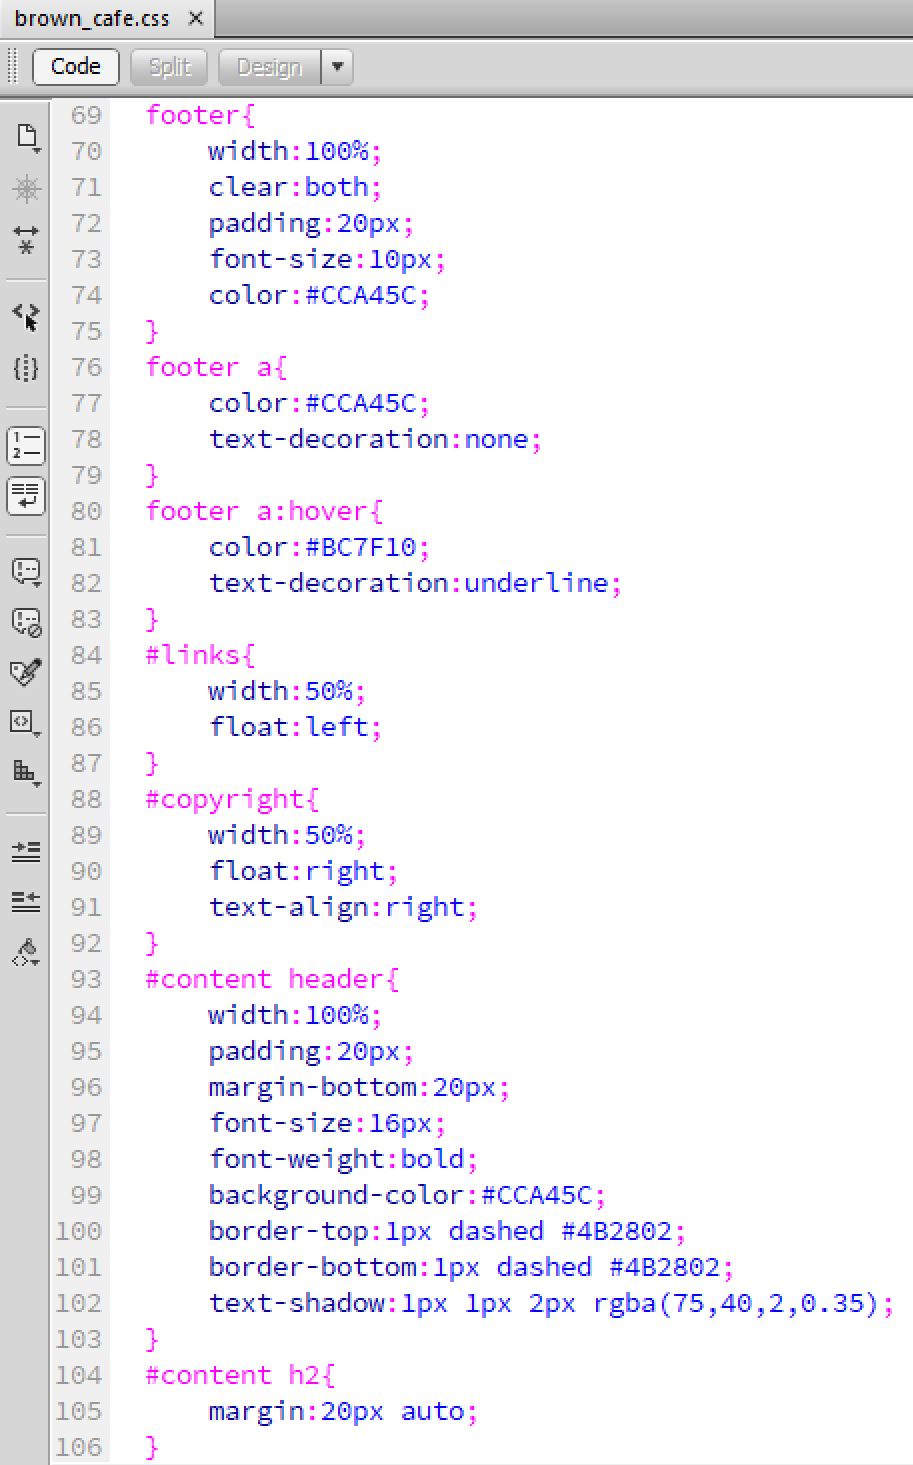 brown_cafe.css ×
Code Split Design
69 footer{
70 width:100%;
71 clear:both;
72 padding:20px;
73 font-size:10px;
74 color:#CCA45C;
75 }
76 footer a{
77 color:#CCA45C;
78 text-decoration:none;
79 }
80 footer a:hover{
81 color:#BC7F10;
82 text-decoration:underline;
83 }
84 #links{
85 width:50%;
86 float:left;
87 }
88 #copyright{
89 width:50%;
90 float:right;
91 text-align:right;
92 }
93 #content header{
94 width:100%;
95 padding:20px;
96 margin-bottom:20px;
97 font-size:16px;
98 font-weight:bold;
99 background-color:#CCA45C;
100 border-top:1px dashed #4B2802;
101 border-bottom:1px dashed #4B2802;
102 text-shadow:1px 1px 2px rgba(75,40,2,0.35);
103 }
104 #content h2{
105 margin:20px auto;
106 }